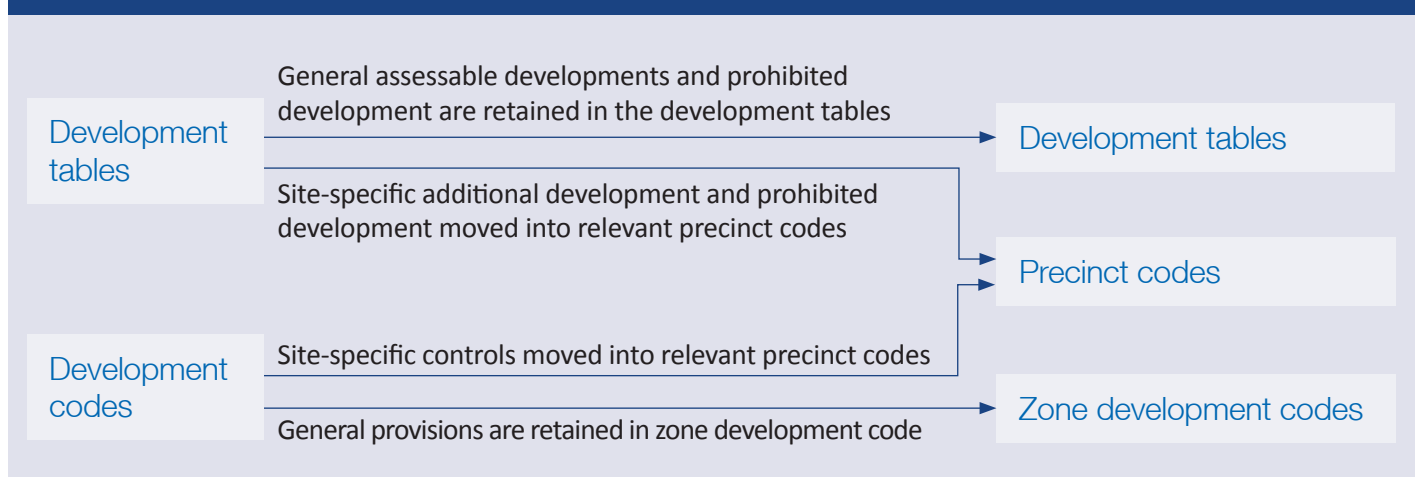 General assessable developments and prohibited
development are retained in the development tables
Development
tables
Development tables
Site-specific additional development and prohibited
development moved into relevant precinct codes
Precinct codes
Site-specific controls moved into relevant precinct codes
Development
codes
Zone development codes
General provisions are retained in zone development code